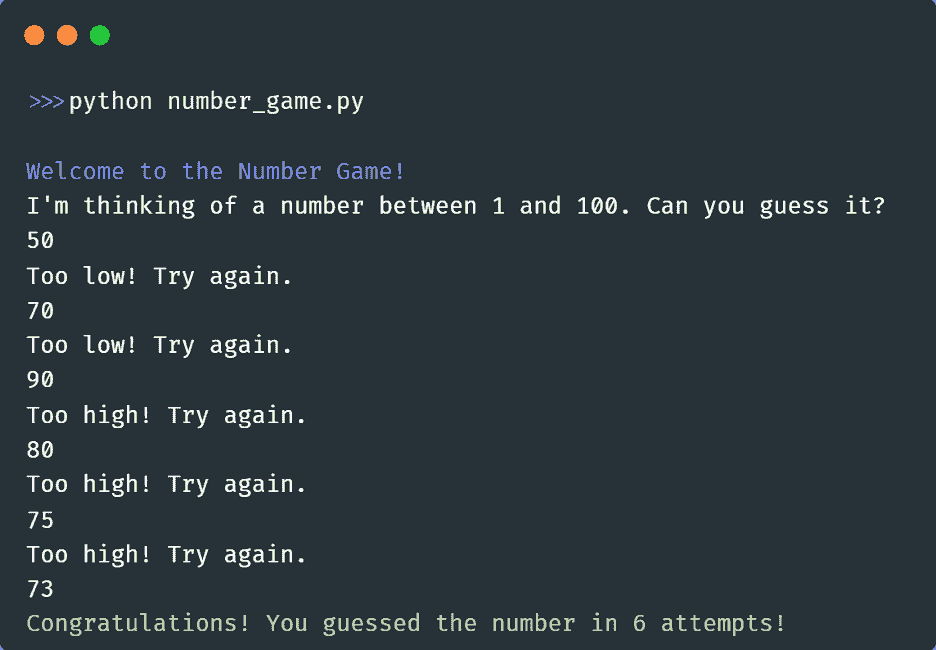 >>>python number_game.py
Welcome to the Number Game!
I'm thinking of a number between 1 and 100. Can you guess it?
50
Too low! Try again.
70
Too low! Try again.
90
Too high! Try again.
80
Too high! Try again.
75
Too high! Try again.
73
Congratulations! You guessed the number in 6 attempts!